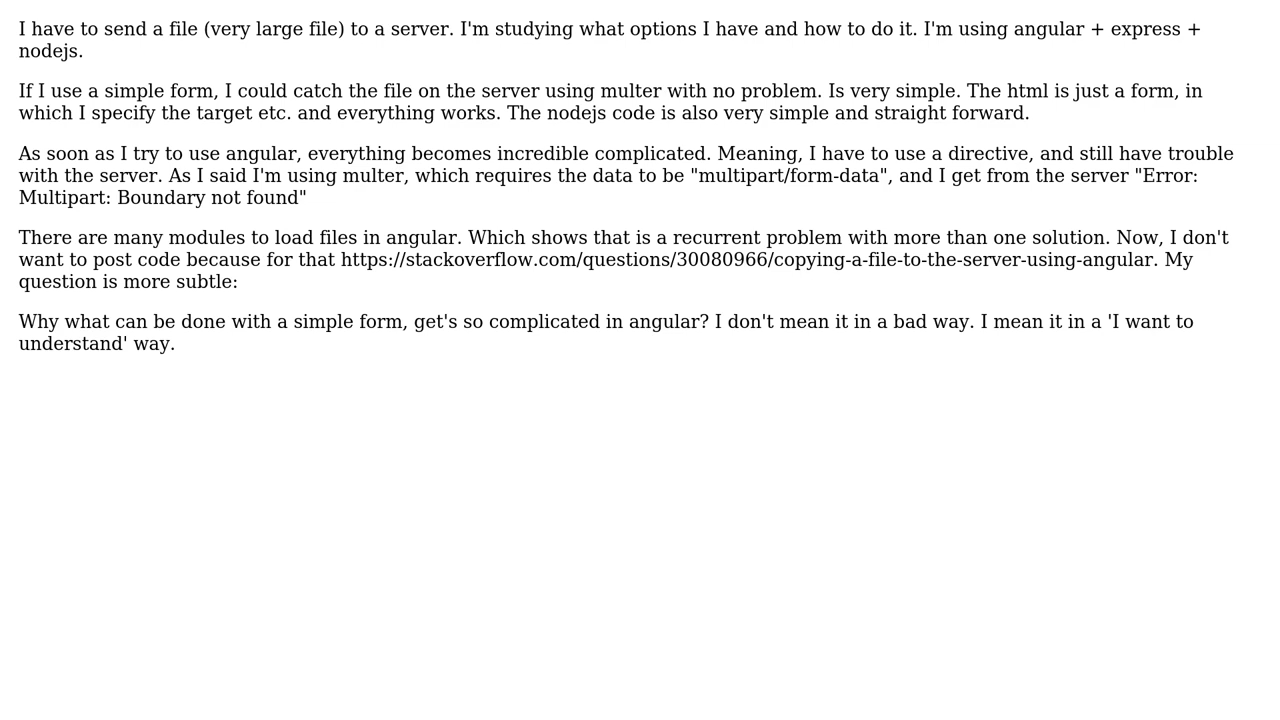 I have to send a file (very large file) to a server. I'm studying what options I have and how to do it. I'm using angular + express +
nodejs.
If I use a simple form, I could catch the file on the server using multer with no problem. Is very simple. The html is just a form, in
which I specify the target etc. and everything works. The nodejs code is also very simple and straight forward.
As soon as I try to use angular, everything becomes incredible complicated. Meaning, I have to use a directive, and still have trouble
with the server. As I said I'm using multer, which requires the data to be "multipart/form-data", and I get from the server "Error:
Multipart: Boundary not found"
There are many modules to load files in angular. Which shows that is a recurrent problem with more than one solution. Now, I don't
want to post code because for that https://stackoverflow.com/questions/30080966/copying-a-file-to-the-server-using-angular. My
question is more subtle:
Why what can be done with a simple form, get's so complicated in angular? I don't mean it in a bad way. I mean it in a 'I want to
understand' way.